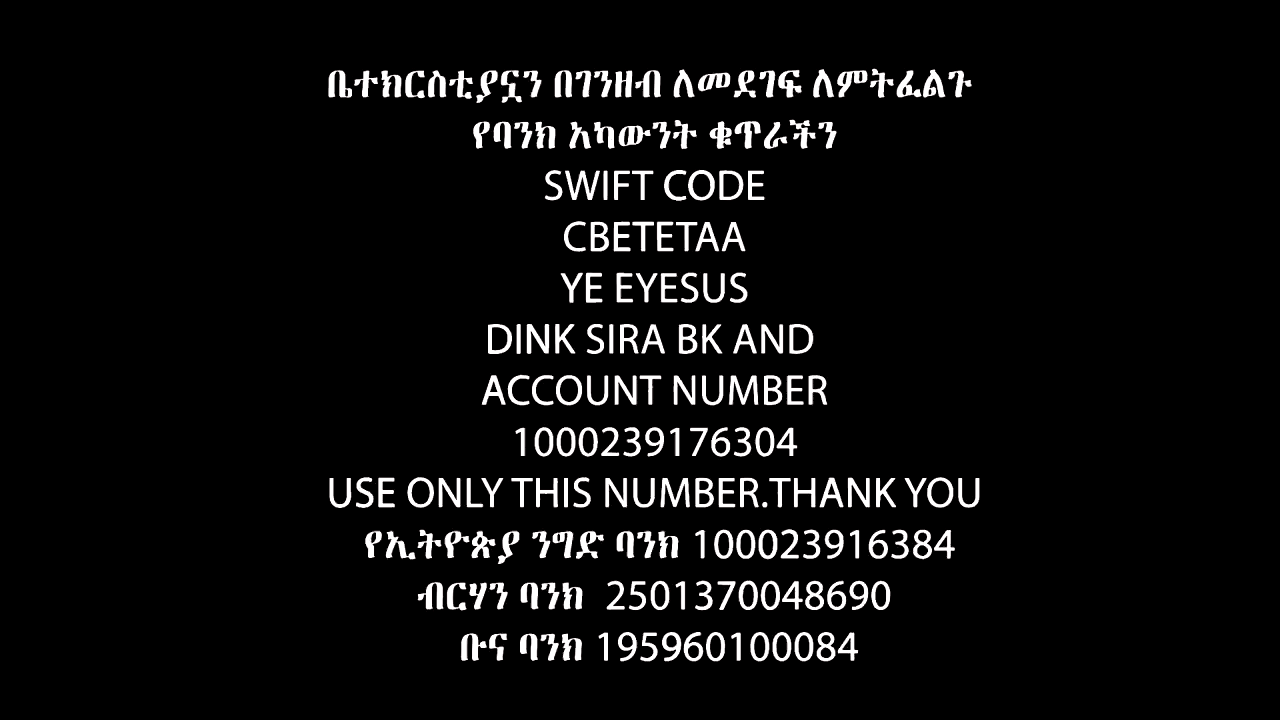 ቤተክርስቲያኗን በገንዘብ ለመደገፍ ለምትፈልጉ
የባንክ አካውንት ቁጥራችን
SWIFT CODE
CBETETAA
YE EYESUS
DINK SIRA BK AND
ACCOUNT NUMBER
1000239176304
USE ONLY THIS NUMBER.THANK YOU
የኢትዮጵያ ንግድ ባንክ 100023916384
ብርሃን ባንክ 2501370048690
ቡና ባንክ 195960100084